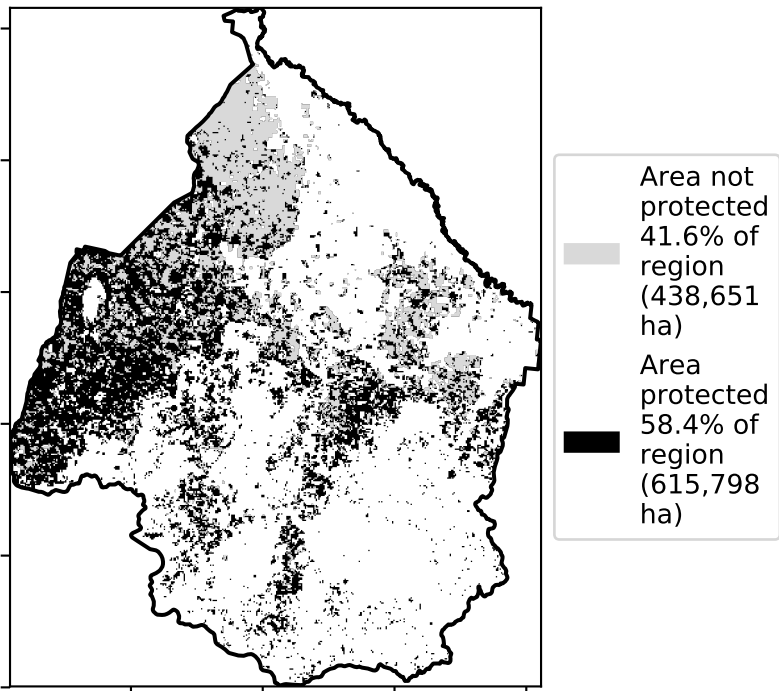 Area not
protected
41.6% of
region
(438,651
ha)
Area
protected
58.4% of
region
(615,798
ha)